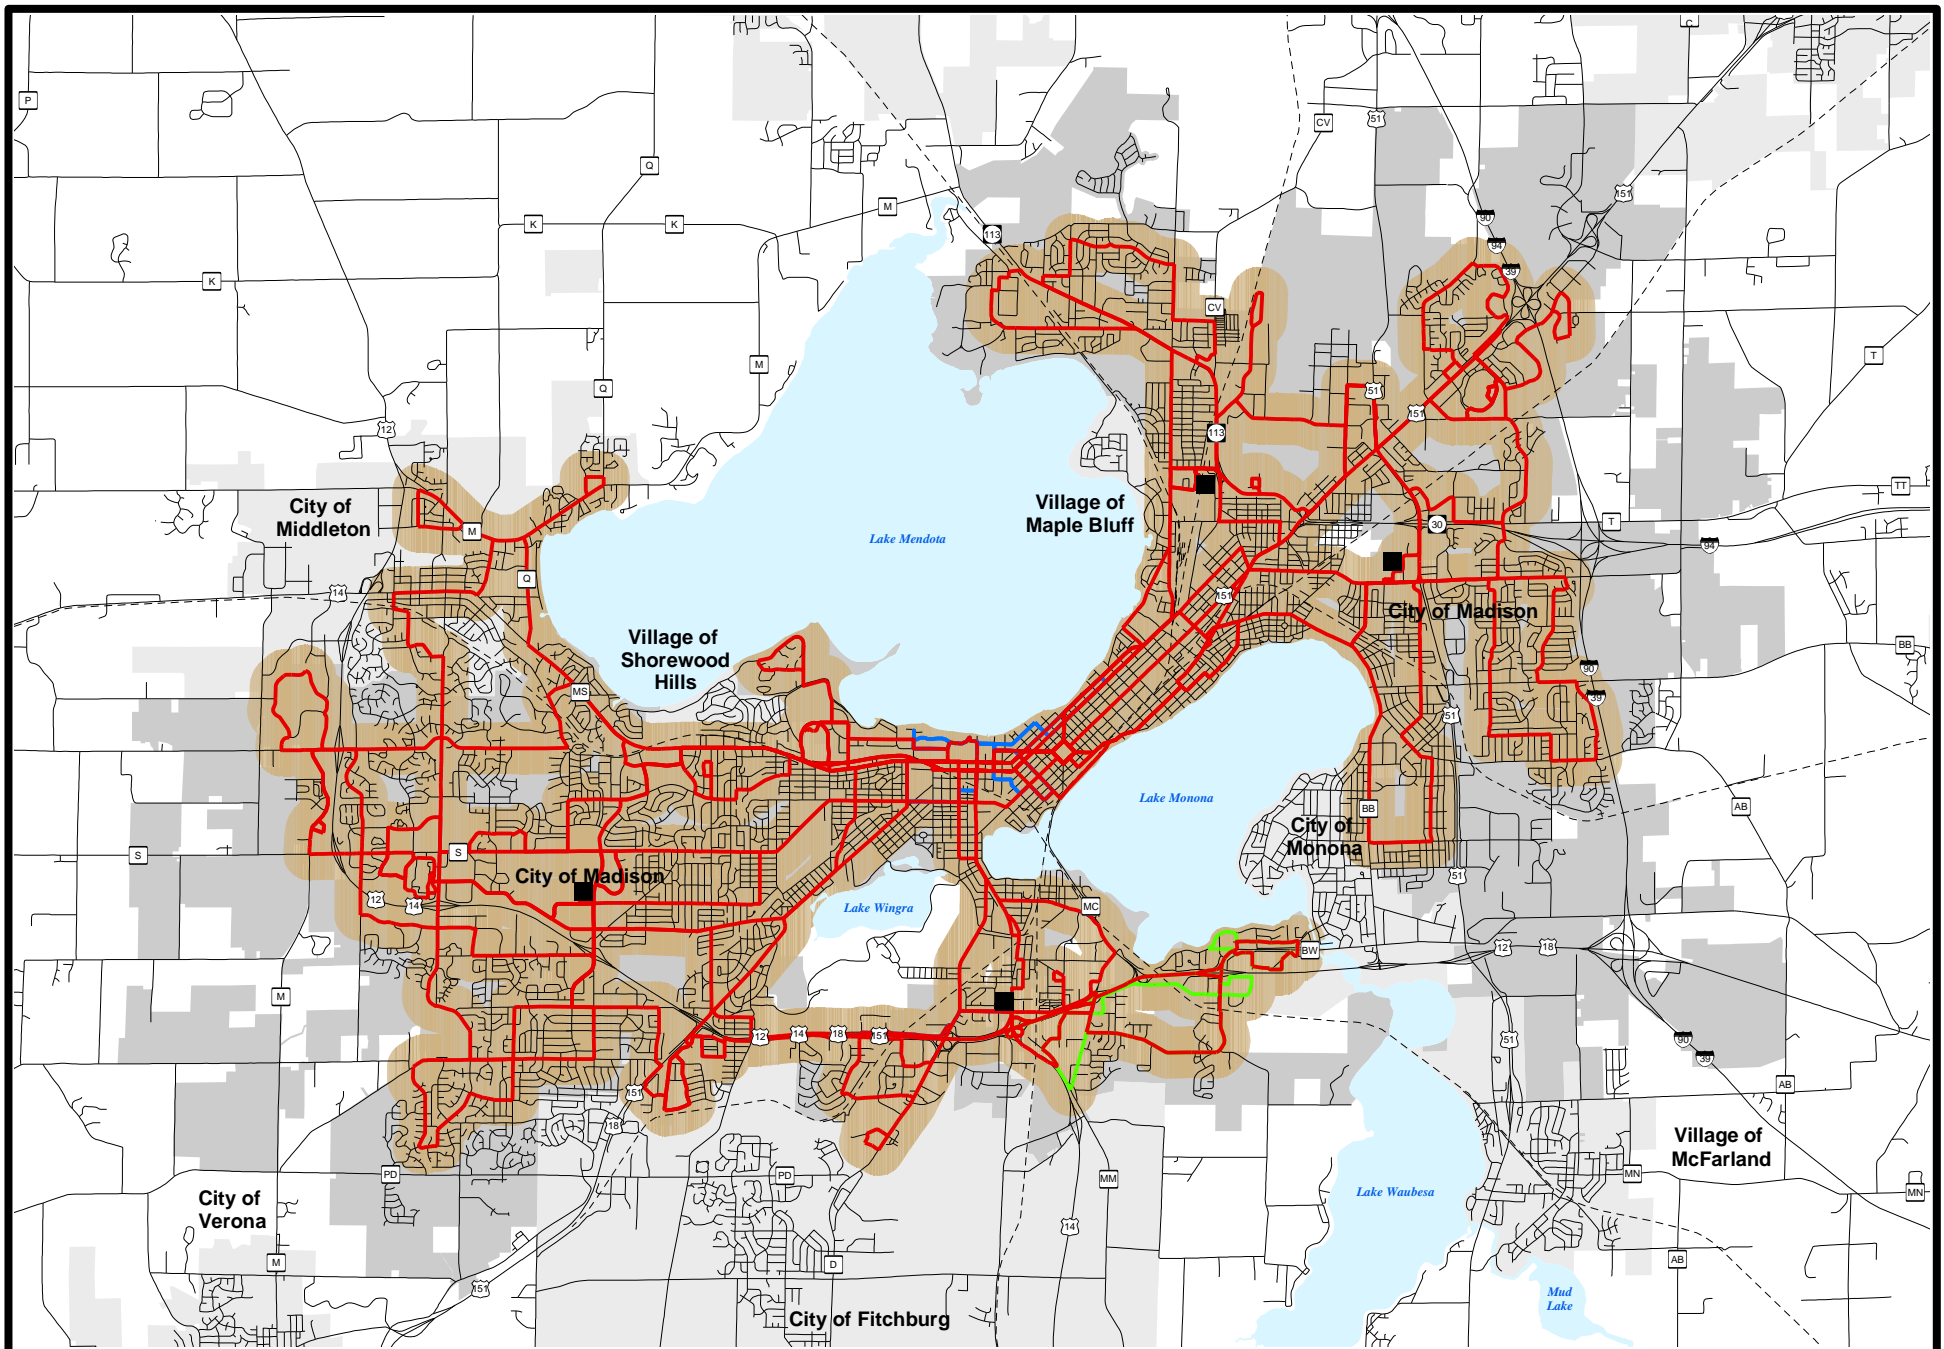 C
P
CV
51
Q
151
M
K
K
90
113
94
39
K
CV
T
M
Q
51
151
12
113
TT
City of
Middleton
Village of
Maple Bluff
T
30
M
Lake Mendota
94
Q
14
151
City of Madison
Village of
Shorewood
Hills
BB
90
MS
39
51
Lake Monona
BB
AB
City of
Monona
S
S
City of Madison
51
12
14
Lake Wingra
MC
BW
12
18
M
12
14
18
151
51
90
39
AB
151
18
Village of
McFarland
PD
PD
MM
MN
MN
Lake Waubesa
City of
Verona
14
M
D
AB
151
Mud
Lake
City of Fitchburg